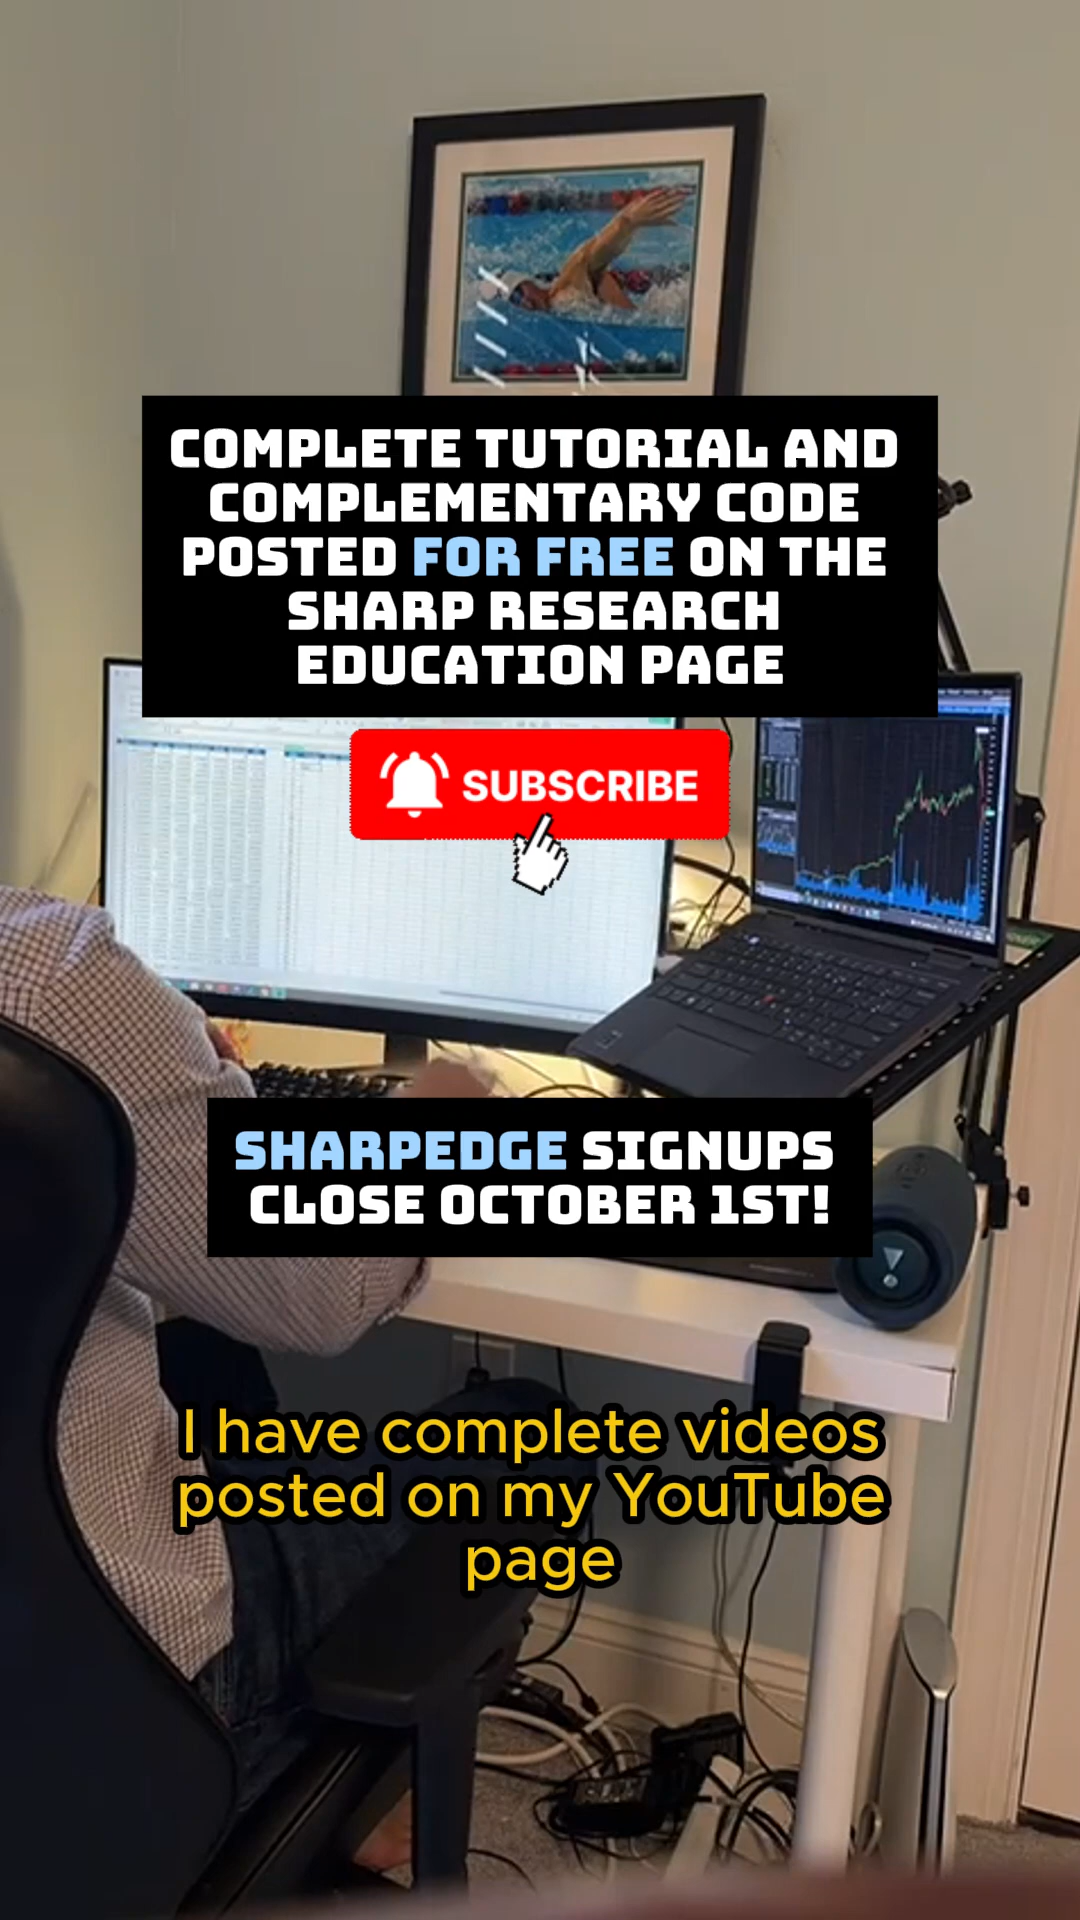 COMPLETE TUTORIAL AND
COMPLEMENTARY CODE
POSTED FOR FREE ON THE
SHARP RESEARCH
EDUCATION PAGE
SUBSCRIBE
SHARPEDGE SIGNUPS
CLOSE OCTOBER 1ST!
I have complete videos
posted on my YouTube
page